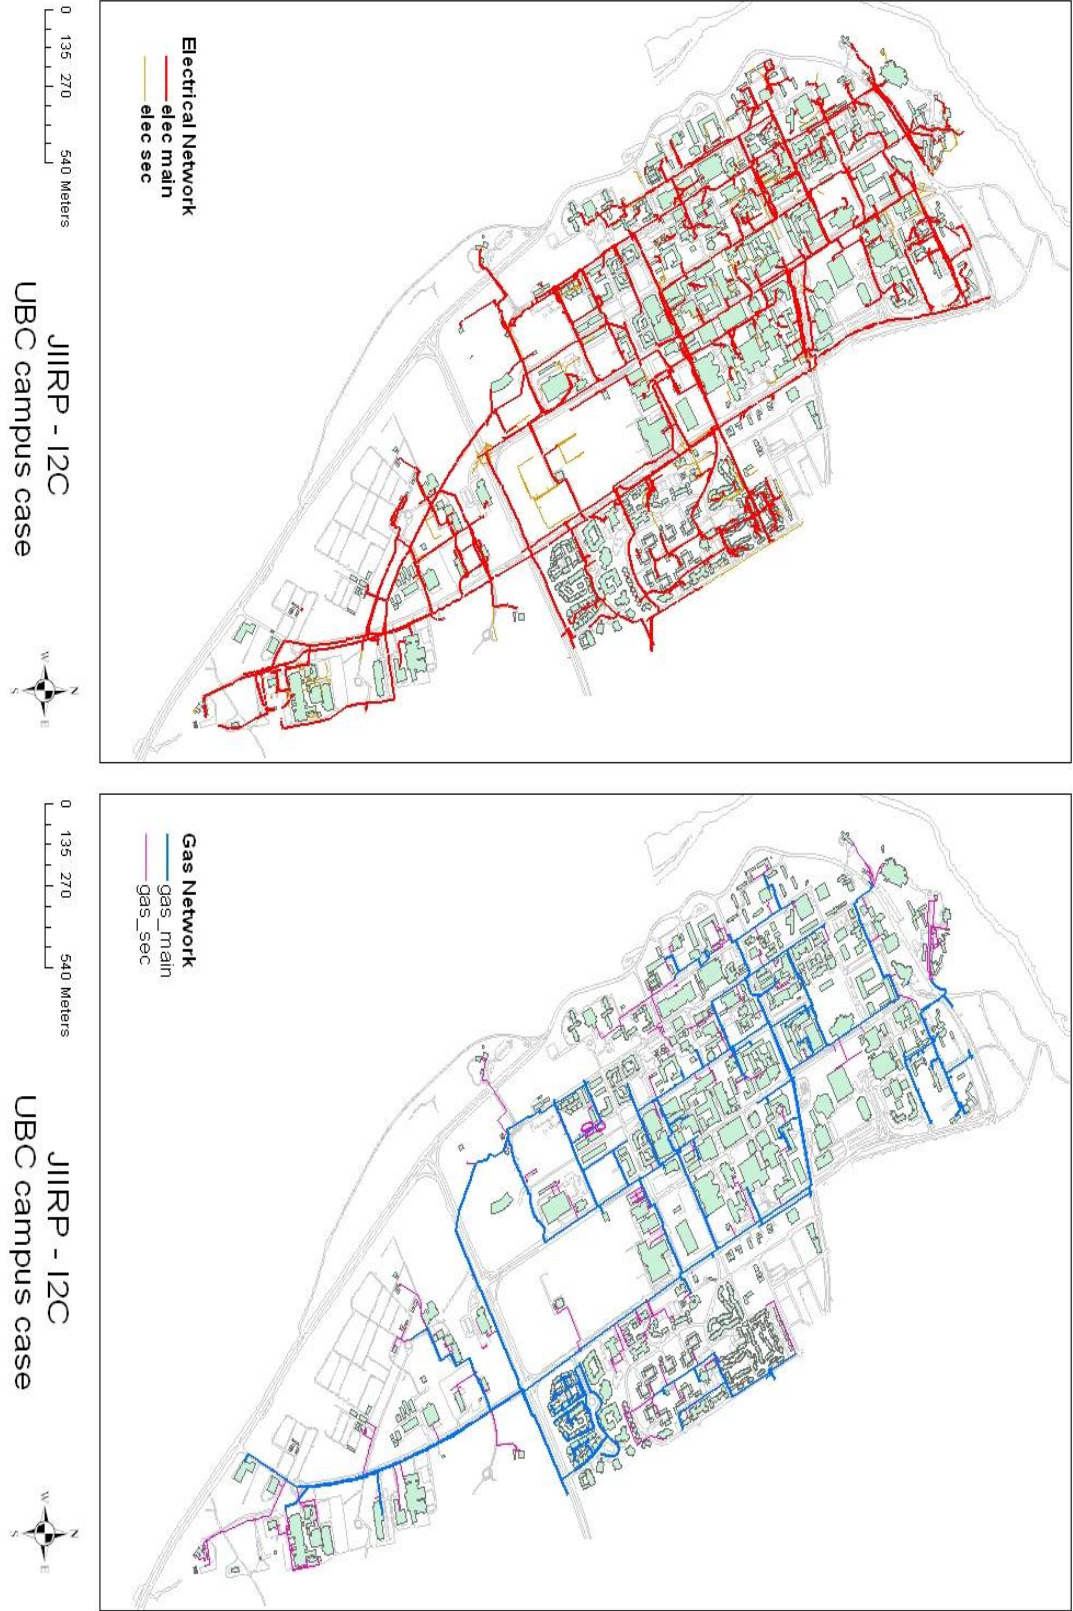 Electrical Network
elec main
elec sec
0 135 270 540 Meters
JIIRP - I2C
UBC campus case
N
W E
S
Gas Network
gas_main
gas_sec
0 135 270 540 Meters
JIIRP - I2C
UBC campus case
N
W E
S